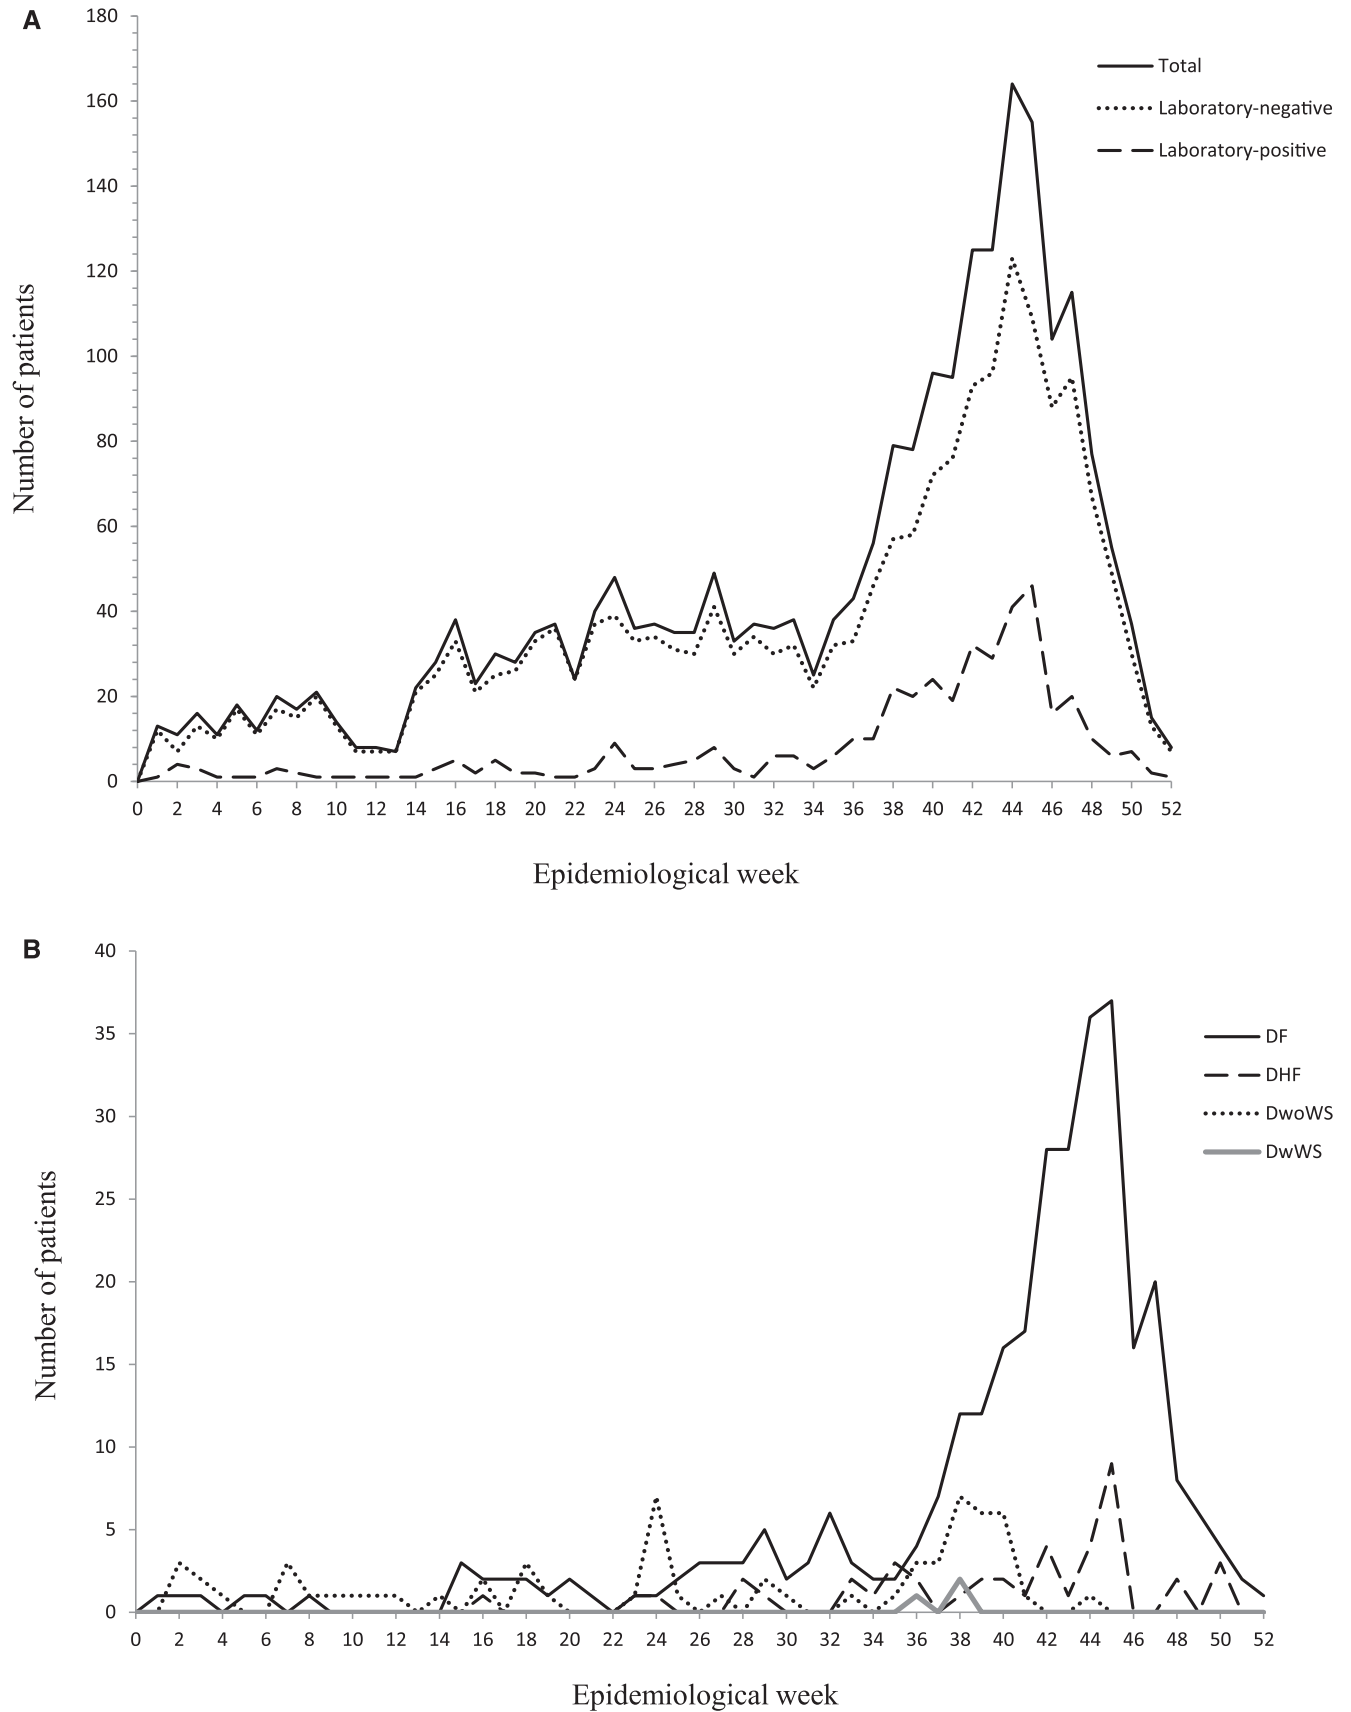 A
180
160
140
120
100
80
60
40
20
0
Number of patients
Total
Laboratory-negative
Laboratory-positive
0 2 4 6 8 10 12 14 16 18 20 22 24 26 28 30 32 34 36 38 40 42 44 46 48 50 52
Epidemiological week
B
40
35
30
25
20
15
10
5
0
Number of patients
DF
DHF
DwoWS
DwWS
0 2 4 6 8 10 12 14 16 18 20 22 24 26 28 30 32 34 36 38 40 42 44 46 48 50 52
Epidemiological week